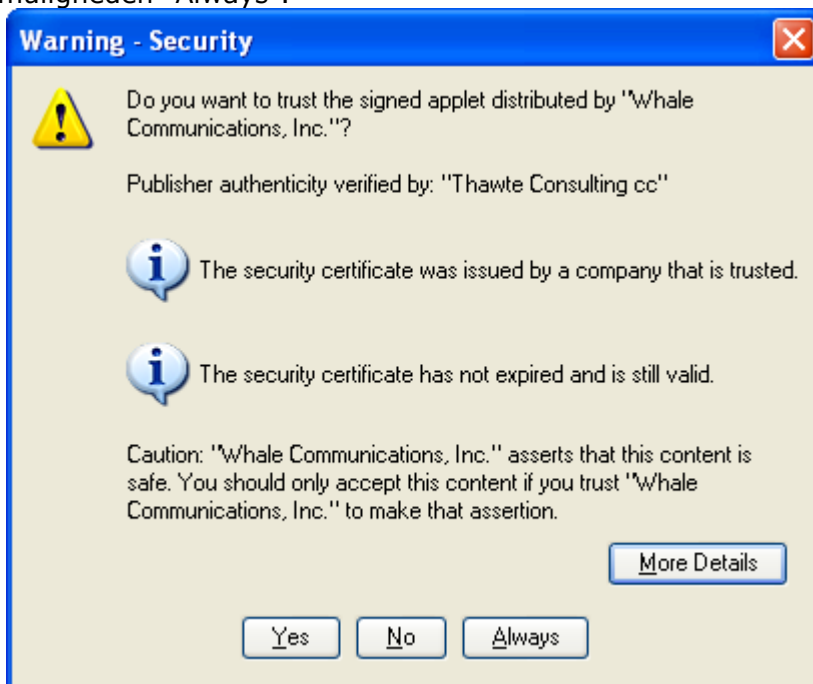 muligheden "Always".
Warning - Security
Do you want to trust the signed applet distributed by "Whale
Communications, Inc."?
Publisher authenticity verified by: "Thawte Consulting cc"
The security certificate was issued by a company that is trusted.
The security certificate has not expired and is still valid.
Caution: "Whale Communications, Inc." asserts that this content is
safe. You should only accept this content if you trust "Whale
Communications, Inc." to make that assertion.
More Details
Yes No Always